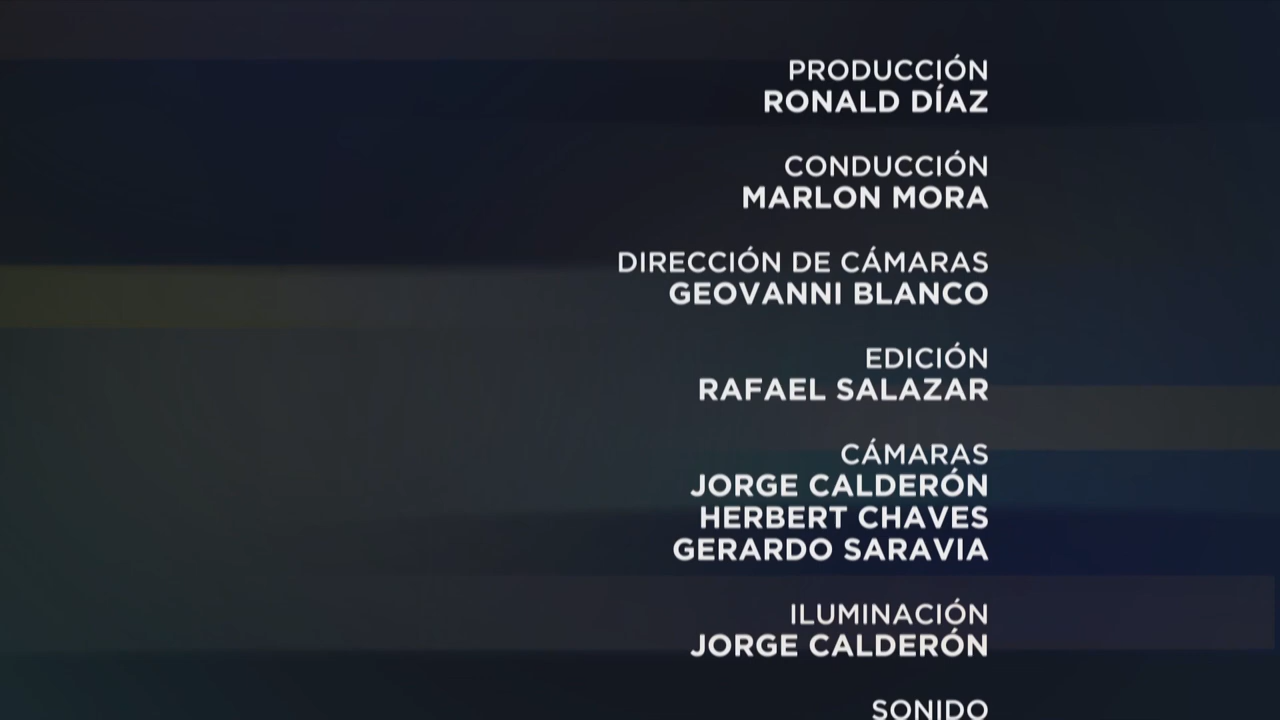 PRODUCCIÓN
RONALD DÍAZ
CONDUCCIÓN
MARLON MORA
DIRECCIÓN DE CÁMARAS
GEOVANNI BLANCO
EDICIÓN
RAFAEL SALAZAR
CÁMARAS
JORGE CALDERÓN
HERBERT CHAVES
GERARDO SARAVIA
ILUMINACIÓN
JORGE CALDERÓN
SONIDO